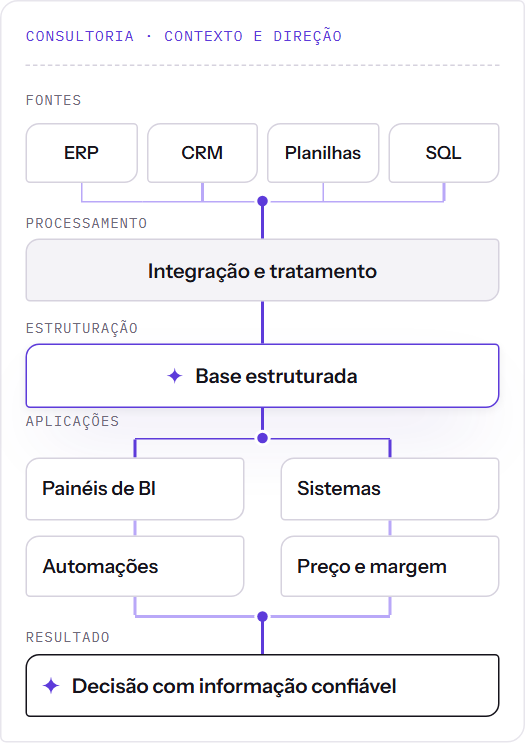 CONSULTORIA · CONTEXTO E DIREÇÃO
FONTES
ERP
CRM
Planilhas
SQL
PROCESSAMENTO
Integração e tratamento
ESTRUTURAÇÃO
Base estruturada
APLICAÇÕES
Painéis de BI
Sistemas
Automações
Preço e margem
RESULTADO
Decisão com informação confiável